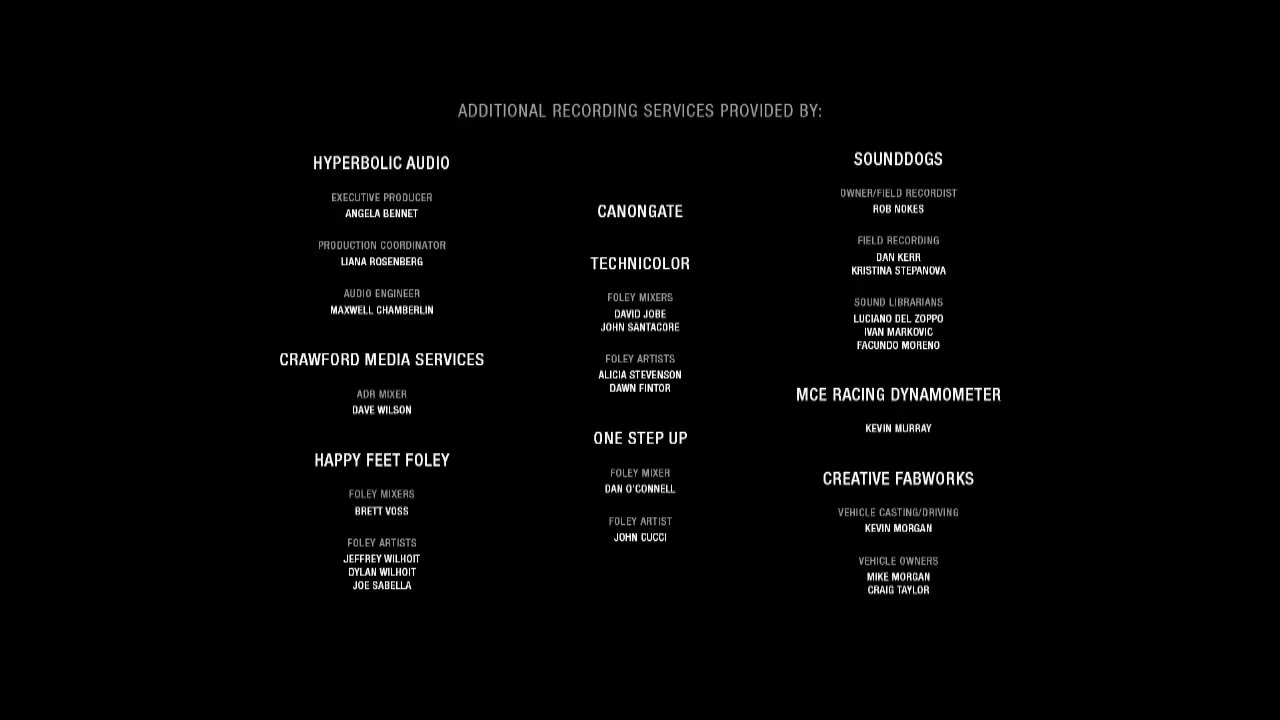 ADDITIONAL RECORDING SERVICES PROVIDED BY:
HYPERBOLIC AUDIO
EXECUTIVE PRODUCER
ANGELA BENNET
PRODUCTION COORDINATOR
LIANA ROSENBERG
AUDIO ENGINEER
MAXWELL CHAMBERLIN
CRAWFORD MEDIA SERVICES
ADR MIXER
DAVE WILSON
HAPPY FEET FOLEY
FOLEY MIXERS
BRETT VOSS
FOLEY ARTISTS
JEFFREY WILHOIT
DYLAN WILHOIT
JOE SABELLA
CANONGATE
TECHNICOLOR
FOLEY MIXERS
DAVID JOBE
JOHN SANTACORE
FOLEY ARTISTS
ALICIA STEVENSON
DAWN FINTOR
ONE STEP UP
FOLEY MIXER
DAN O'CONNELL
FOLEY ARTIST
JOHN CUCCI
SOUNDDOGS
OWNER/FIELD RECORDIST
ROB NOKES
FIELD RECORDING
DAN KERR
KRISTINA STEPANOVA
SOUND LIBRARIANS
LUCIANO DEL ZOPPO
IVAN MARKOVIC
FACUNDO MORENO
MCE RACING DYNAMOMETER
KEVIN MURRAY
CREATIVE FABWORKS
VEHICLE CASTING/DRIVING
KEVIN MORGAN
VEHICLE OWNERS
MIKE MORGAN
CRAIG TAYLOR